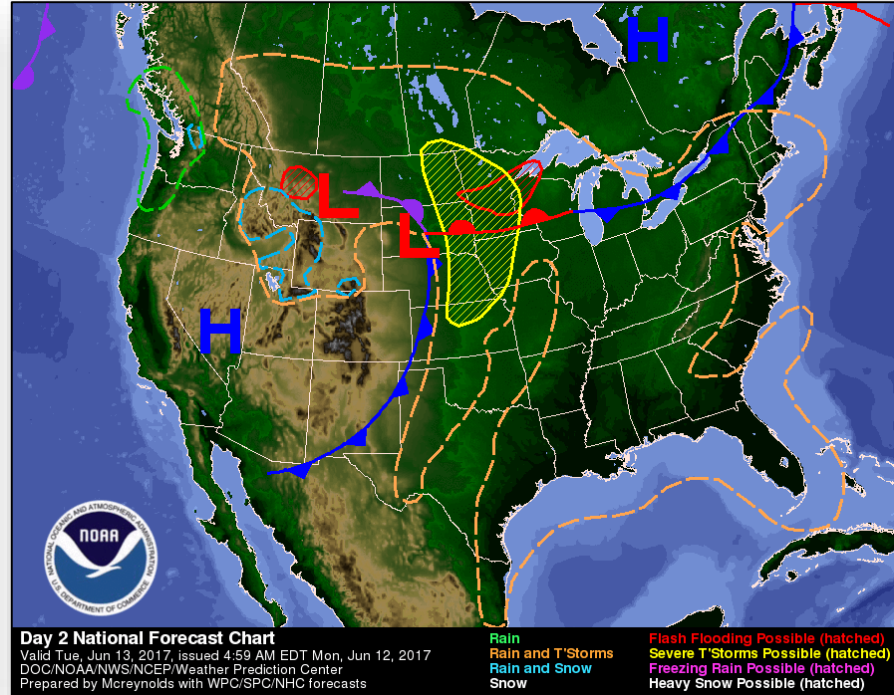 H
L
L
H
NATIONAL OCEANIC AND ATMOSPHERIC ADMINISTRATION
NOAA
U.S. DEPARTMENT OF COMMERCE
Day 2 National Forecast Chart
Valid Tue, Jun 13, 2017, issued 4:59 AM EDT Mon, Jun 12, 2017
DOC/NOAA/NWS/NCEP/Weather Prediction Center
Prepared by Mcreynolds with WPC/SPC/NHC forecasts
Rain
Rain and T'Storms
Rain and Snow
Snow
Flash Flooding Possible (hatched)
Severe T'Storms Possible (hatched)
Freezing Rain Possible (hatched)
Heavy Snow Possible (hatched)